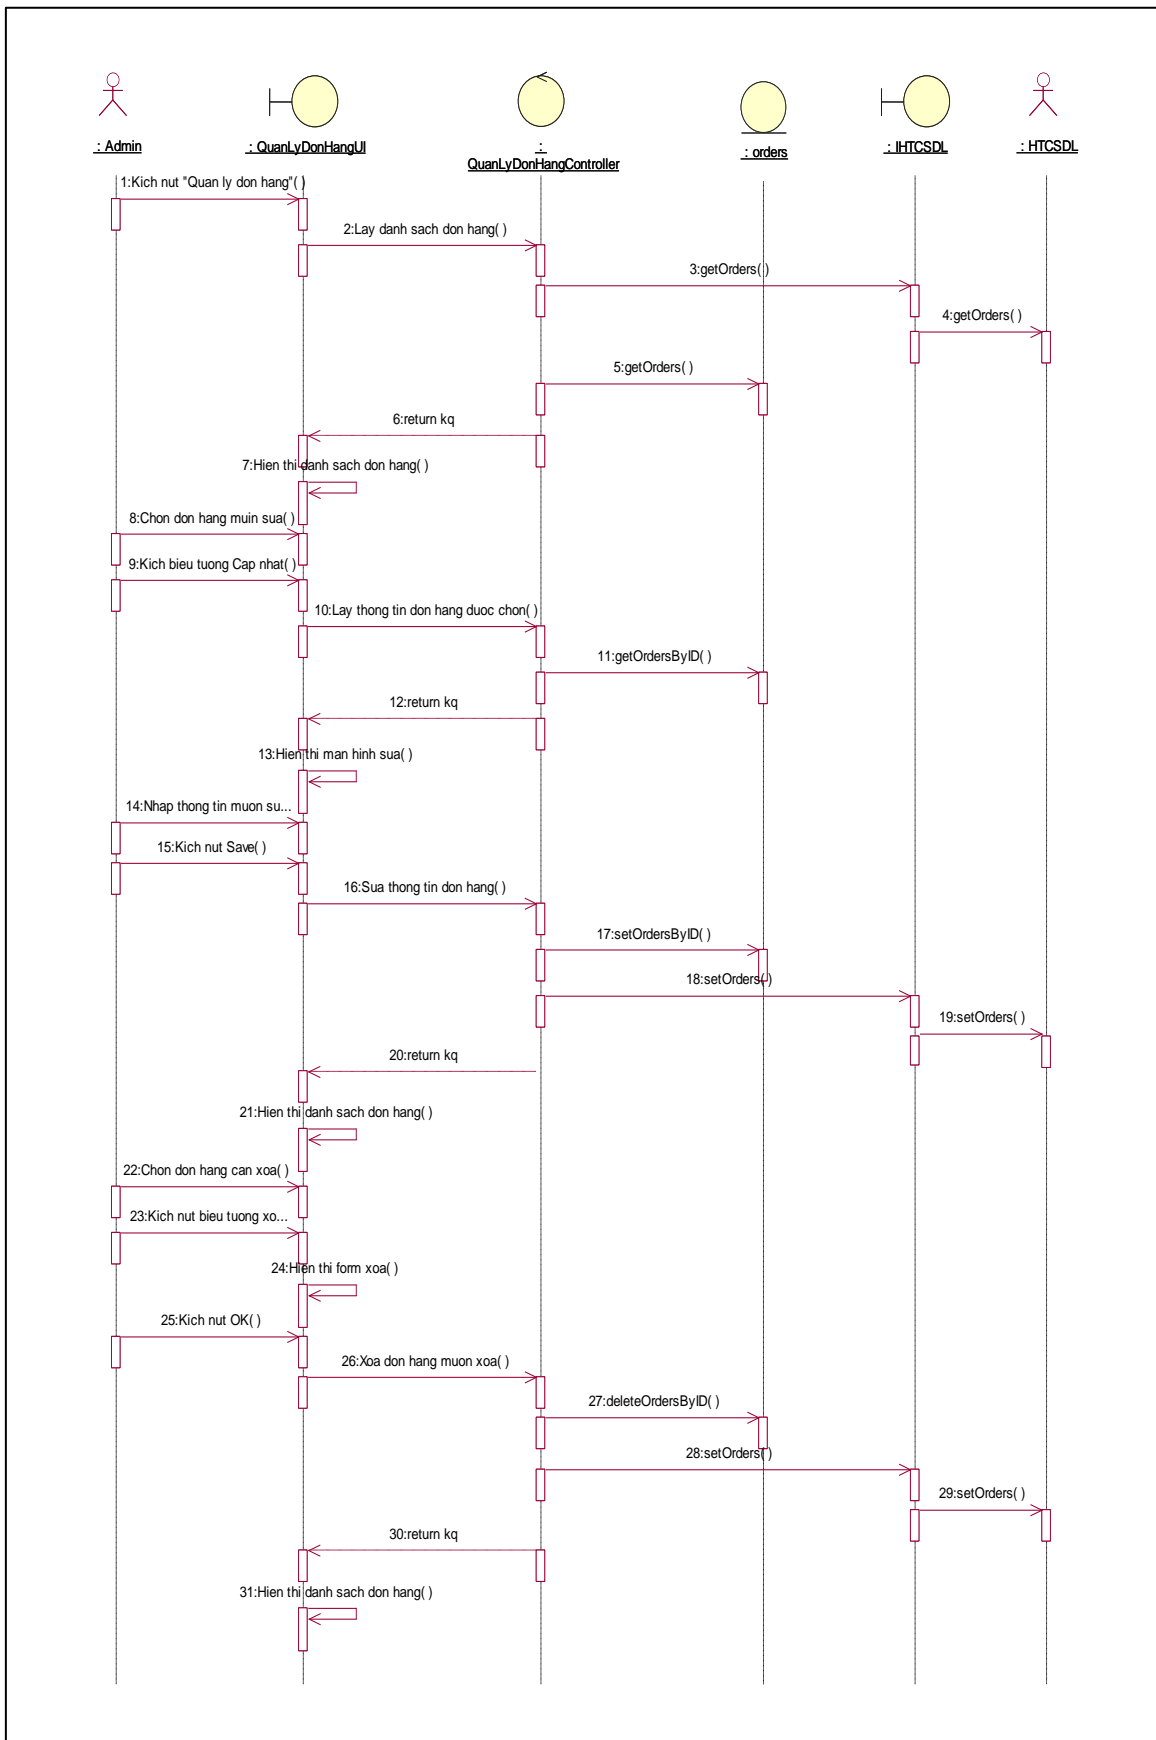 : Admin
: QuanLyDonHangUI
:
QuanLyDonHangController
: orders
: IHTCSDL
: HTCSDL
1:Kich nut "Quan ly don hang"( )
2:Lay danh sach don hang( )
3:getOrders( )
4:getOrders( )
5:getOrders( )
6:return kq
7:Hien thi danh sach don hang( )
8:Chon don hang muin sua( )
9:Kich bieu tuong Cap nhat( )
10:Lay thong tin don hang duoc chon( )
11:getOrdersByID( )
12:return kq
13:Hien thi man hinh sua( )
14:Nhap thong tin muon su...
15:Kich nut Save( )
16:Sua thong tin don hang( )
17:setOrdersByID( )
18:setOrders( )
19:setOrders( )
20:return kq
21:Hien thi danh sach don hang( )
22:Chon don hang can xoa( )
23:Kich nut bieu tuong xo...
24:Hien thi form xoa( )
25:Kich nut OK( )
26:Xoa don hang muon xoa( )
27:deleteOrdersByID( )
28:setOrders( )
29:setOrders( )
30:return kq
31:Hien thi danh sach don hang( )